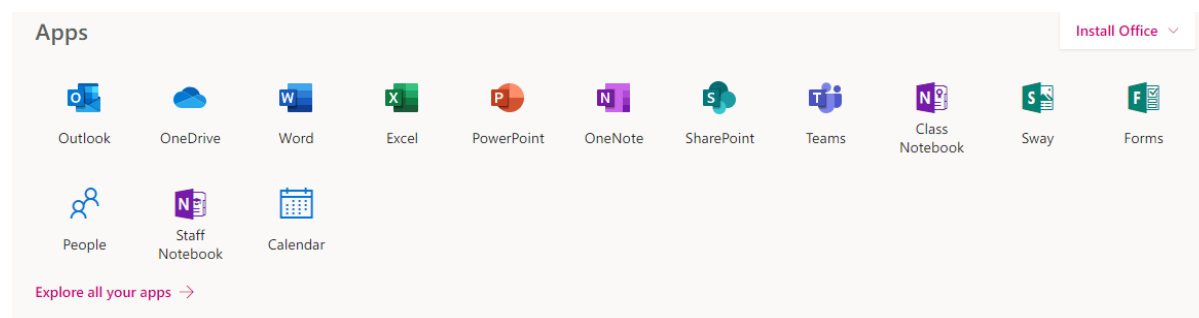 Apps
Install Office
Outlook OneDrive Word Excel PowerPoint OneNote SharePoint Teams Class Notebook Sway Forms
People Staff Notebook Calendar
Explore all your apps →